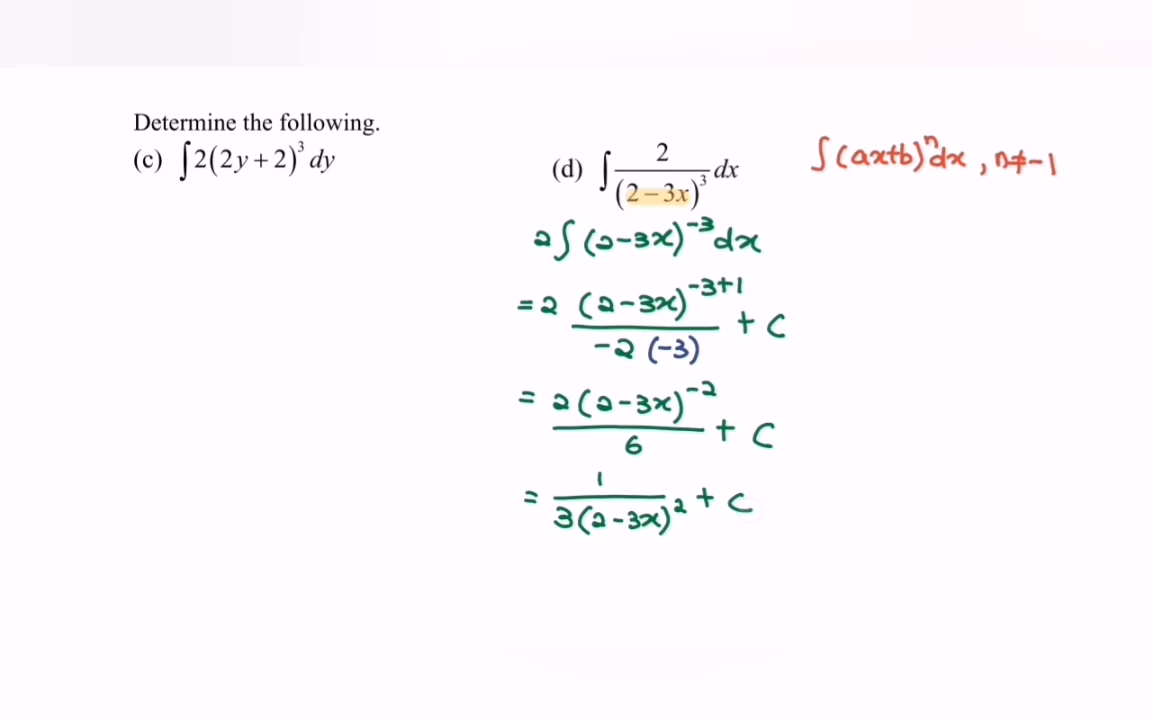 Determine the following.
(c) ∫2(2y+2)³ dy
(d) ∫ 2/(2−3x)³ dx
∫(ax+b)ⁿdx , n≠−1
2∫(2-3x)⁻³dx
= 2 (2-3x)⁻³⁺¹/-2(-3) + c
= 2(2-3x)⁻²/6 + c
= 1/3(2-3x)² + c